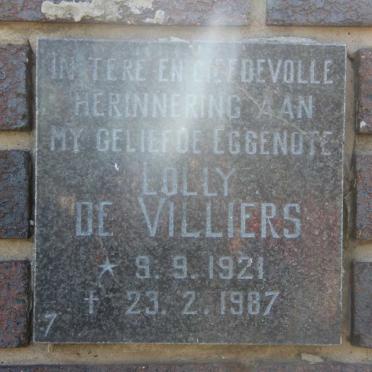 IN TERE EN LIEFDEVOLLE
HERINNERING AAN
MY GELIEFDE EGGENOTE
LOLLY
DE VILLIERS
* 9. 9. 1921
† 23. 2. 1987
7